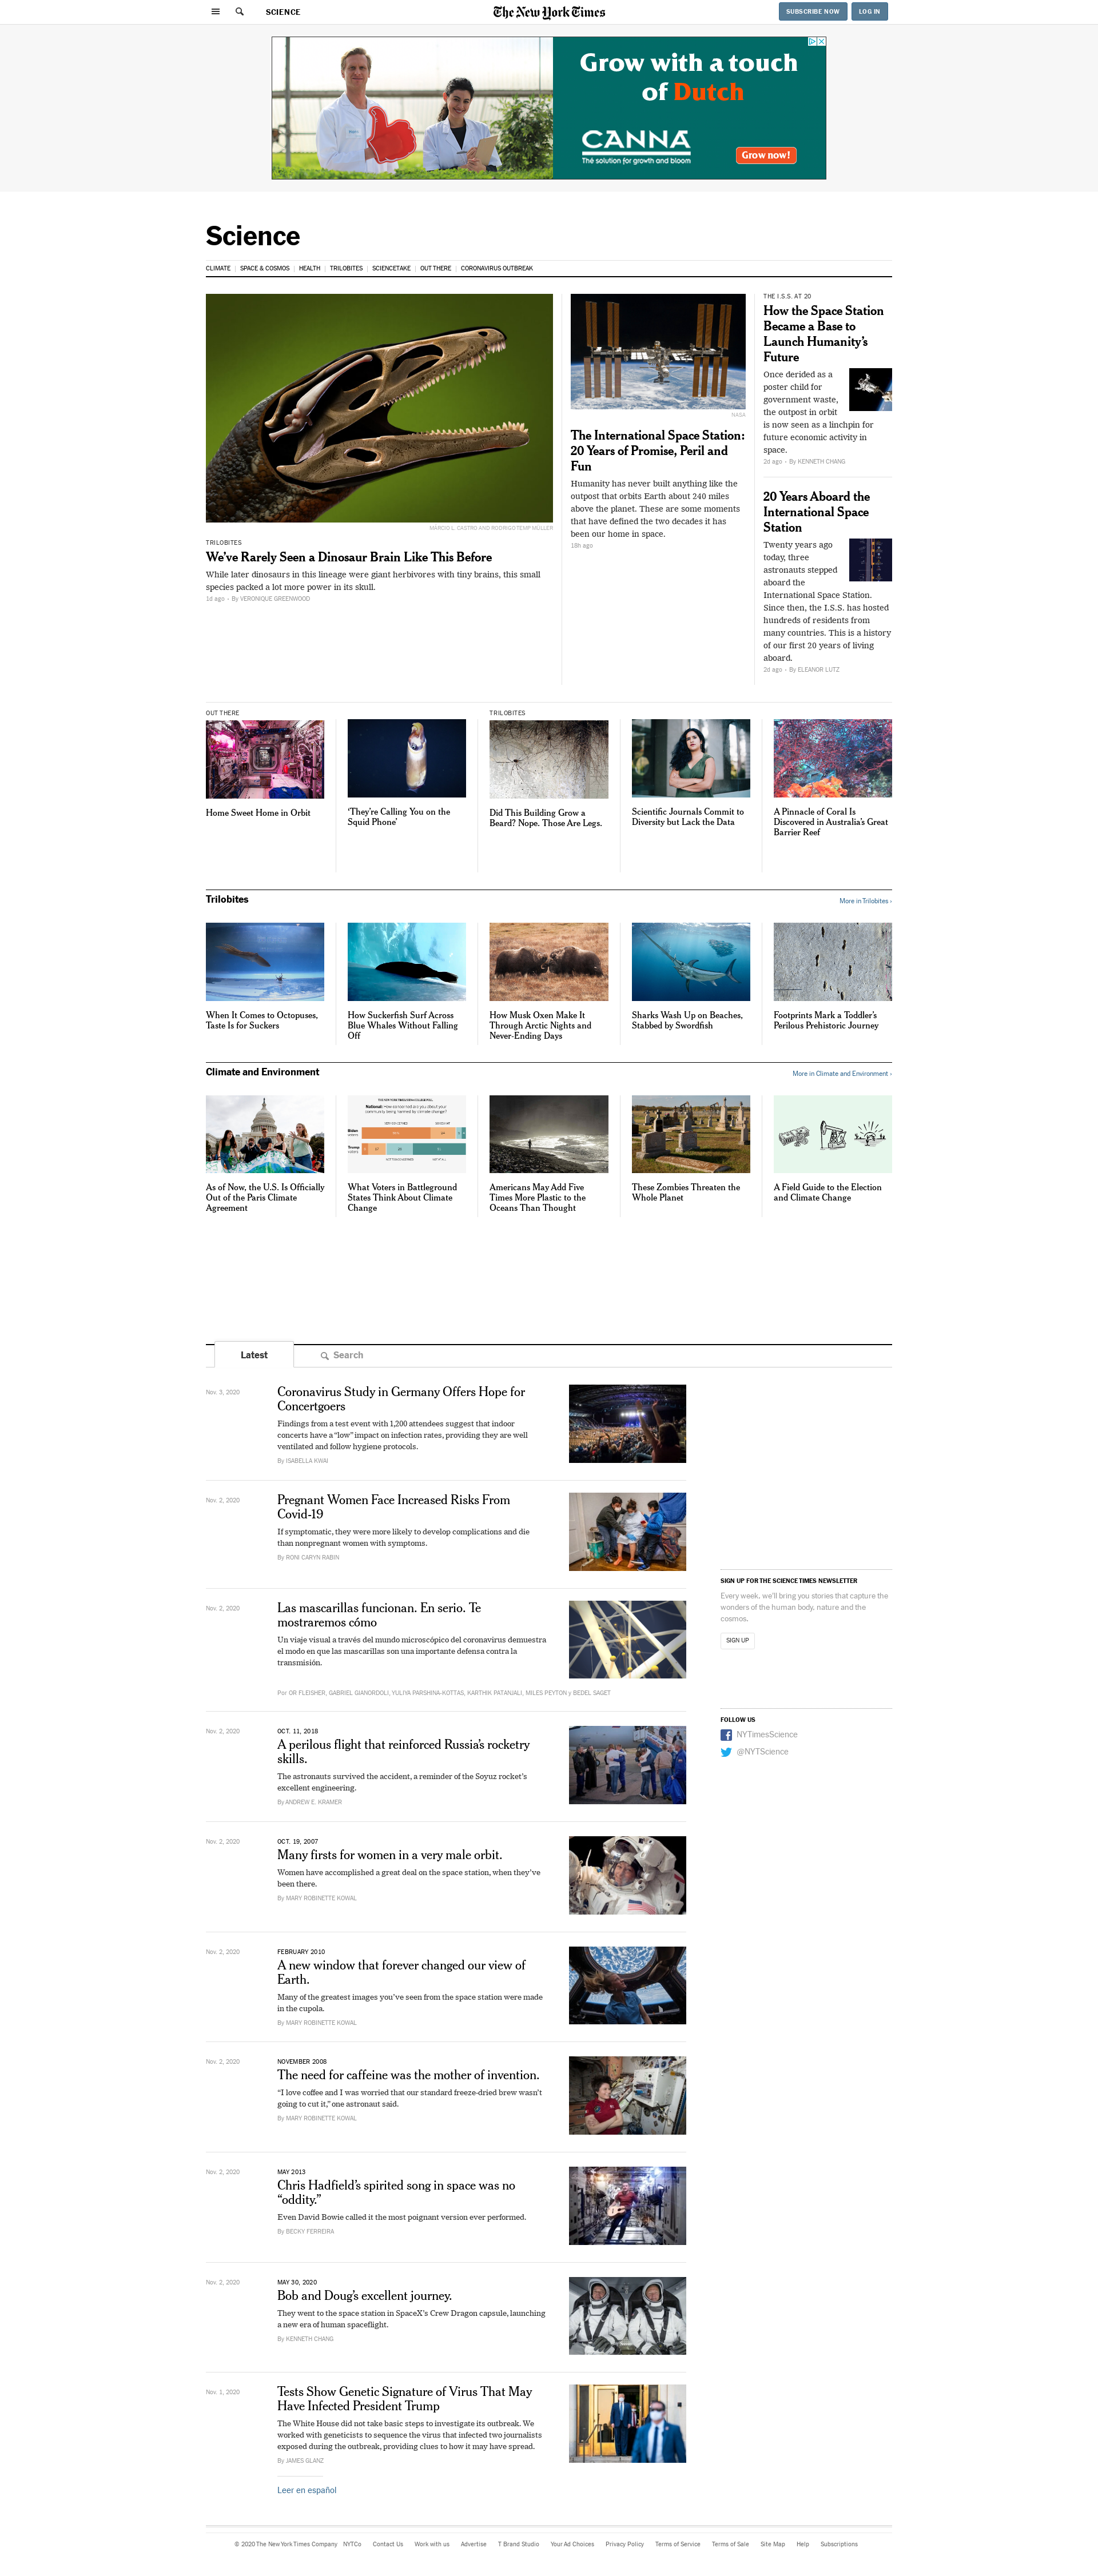 SCIENCE
The New York Times
SUBSCRIBE NOW
LOG IN
Grow with a touch
of Dutch
CANNA
The solution for growth and bloom
Grow now!
Science
CLIMATE
SPACE & COSMOS
HEALTH
TRILOBITES
SCIENCETAKE
OUT THERE
CORONAVIRUS OUTBREAK
MÁRCIO L. CASTRO AND RODRIGO TEMP MÜLLER
TRILOBITES
We’ve Rarely Seen a Dinosaur Brain Like This Before
While later dinosaurs in this lineage were giant herbivores with tiny brains, this small
species packed a lot more power in its skull.
1d ago - By VERONIQUE GREENWOOD
NASA
The International Space Station:
20 Years of Promise, Peril and
Fun
Humanity has never built anything like the
outpost that orbits Earth about 240 miles
above the planet. These are some moments
that have defined the two decades it has
been our home in space.
18h ago
THE I.S.S. AT 20
How the Space Station
Became a Base to
Launch Humanity’s
Future
Once derided as a
poster child for
government waste,
the outpost in orbit
is now seen as a linchpin for
future economic activity in
space.
2d ago - By KENNETH CHANG
20 Years Aboard the
International Space
Station
Twenty years ago
today, three
astronauts stepped
aboard the
International Space Station.
Since then, the I.S.S. has hosted
hundreds of residents from
many countries. This is a history
of our first 20 years of living
aboard.
2d ago - By ELEANOR LUTZ
OUT THERE
Home Sweet Home in Orbit
‘They’re Calling You on the
Squid Phone’
TRILOBITES
Did This Building Grow a
Beard? Nope. Those Are Legs.
Scientific Journals Commit to
Diversity but Lack the Data
A Pinnacle of Coral Is
Discovered in Australia’s Great
Barrier Reef
Trilobites
More in Trilobites ›
When It Comes to Octopuses,
Taste Is for Suckers
How Suckerfish Surf Across
Blue Whales Without Falling
Off
How Musk Oxen Make It
Through Arctic Nights and
Never-Ending Days
Sharks Wash Up on Beaches,
Stabbed by Swordfish
Footprints Mark a Toddler’s
Perilous Prehistoric Journey
Climate and Environment
More in Climate and Environment ›
As of Now, the U.S. Is Officially
Out of the Paris Climate
Agreement
National: How concerned are you about your
community being harmed by climate change?
Biden
Trump
What Voters in Battleground
States Think About Climate
Change
Americans May Add Five
Times More Plastic to the
Oceans Than Thought
These Zombies Threaten the
Whole Planet
A Field Guide to the Election
and Climate Change
Latest
Search
Nov. 3, 2020
Coronavirus Study in Germany Offers Hope for
Concertgoers
Findings from a test event with 1,200 attendees suggest that indoor
concerts have a “low” impact on infection rates, providing they are well
ventilated and follow hygiene protocols.
By ISABELLA KWAI
Nov. 2, 2020
Pregnant Women Face Increased Risks From
Covid-19
If symptomatic, they were more likely to develop complications and die
than nonpregnant women with symptoms.
By RONI CARYN RABIN
SIGN UP FOR THE SCIENCE TIMES NEWSLETTER
Every week, we’ll bring you stories that capture the
wonders of the human body, nature and the
cosmos.
SIGN UP
Nov. 2, 2020
Las mascarillas funcionan. En serio. Te
mostraremos cómo
Un viaje visual a través del mundo microscópico del coronavirus demuestra
el modo en que las mascarillas son una importante defensa contra la
transmisión.
Por OR FLEISHER, GABRIEL GIANORDOLI, YULIYA PARSHINA-KOTTAS, KARTHIK PATANJALI, MILES PEYTON y BEDEL SAGET
FOLLOW US
NYTimesScience
@NYTScience
Nov. 2, 2020
OCT. 11, 2018
A perilous flight that reinforced Russia’s rocketry
skills.
The astronauts survived the accident, a reminder of the Soyuz rocket’s
excellent engineering.
By ANDREW E. KRAMER
Nov. 2, 2020
OCT. 19, 2007
Many firsts for women in a very male orbit.
Women have accomplished a great deal on the space station, when they’ve
been there.
By MARY ROBINETTE KOWAL
Nov. 2, 2020
FEBRUARY 2010
A new window that forever changed our view of
Earth.
Many of the greatest images you’ve seen from the space station were made
in the cupola.
By MARY ROBINETTE KOWAL
Nov. 2, 2020
NOVEMBER 2008
The need for caffeine was the mother of invention.
“I love coffee and I was worried that our standard freeze-dried brew wasn’t
going to cut it,” one astronaut said.
By MARY ROBINETTE KOWAL
Nov. 2, 2020
MAY 2013
Chris Hadfield’s spirited song in space was no
“oddity.”
Even David Bowie called it the most poignant version ever performed.
By BECKY FERREIRA
Nov. 2, 2020
MAY 30, 2020
Bob and Doug’s excellent journey.
They went to the space station in SpaceX’s Crew Dragon capsule, launching
a new era of human spaceflight.
By KENNETH CHANG
Nov. 1, 2020
Tests Show Genetic Signature of Virus That May
Have Infected President Trump
The White House did not take basic steps to investigate its outbreak. We
worked with geneticists to sequence the virus that infected two journalists
exposed during the outbreak, providing clues to how it may have spread.
By JAMES GLANZ
Leer en español
© 2020 The New York Times Company
NYTCo
Contact Us
Work with us
Advertise
T Brand Studio
Your Ad Choices
Privacy Policy
Terms of Service
Terms of Sale
Site Map
Help
Subscriptions